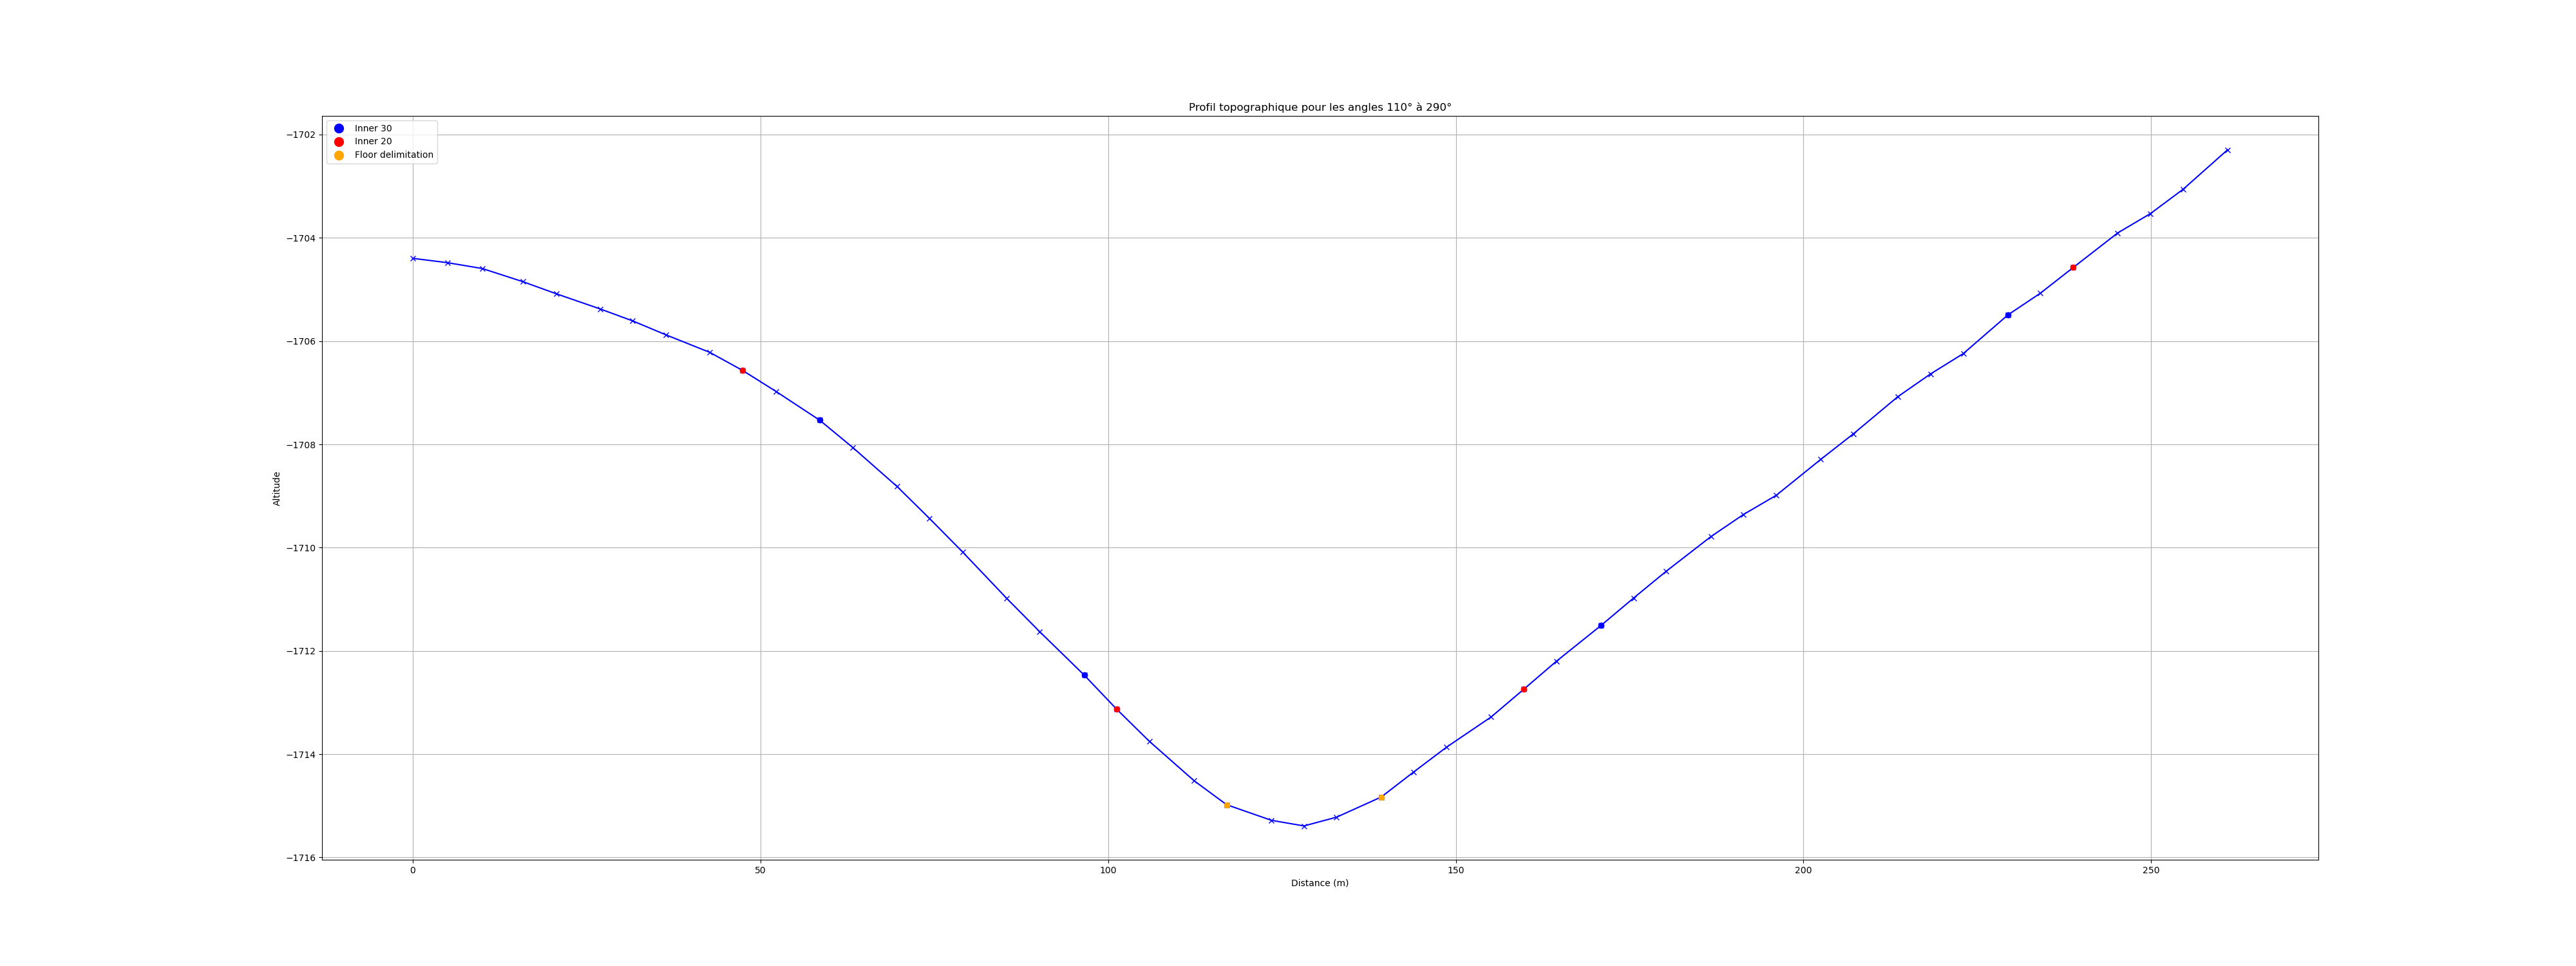 Profil topographique pour les angles 110° à 290°
Inner 30
Inner 20
Floor delimitation
−1702
−1704
−1706
−1708
−1710
−1712
−1714
−1716
Altitude
0 50 100 150 200 250
Distance (m)